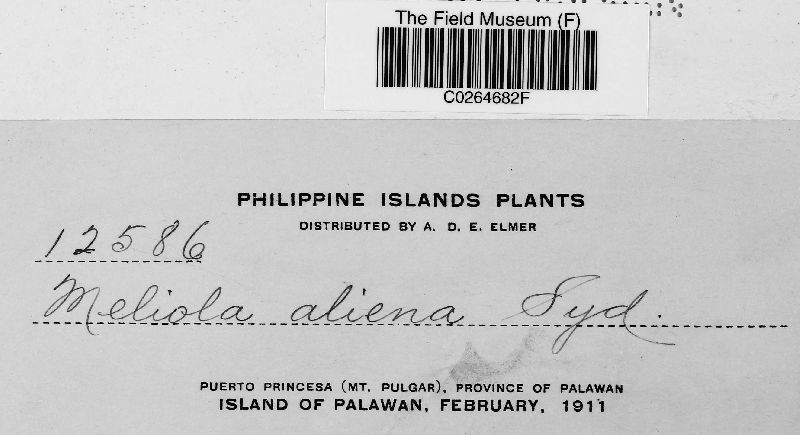 The Field Museum (F)
C0264682F
PHILIPPINE ISLANDS PLANTS
DISTRIBUTED BY A. D. E. ELMER
12586
Meliola aliena Syd.
PUERTO PRINCESA (MT. PULGAR), PROVINCE OF PALAWAN
ISLAND OF PALAWAN, FEBRUARY, 1911